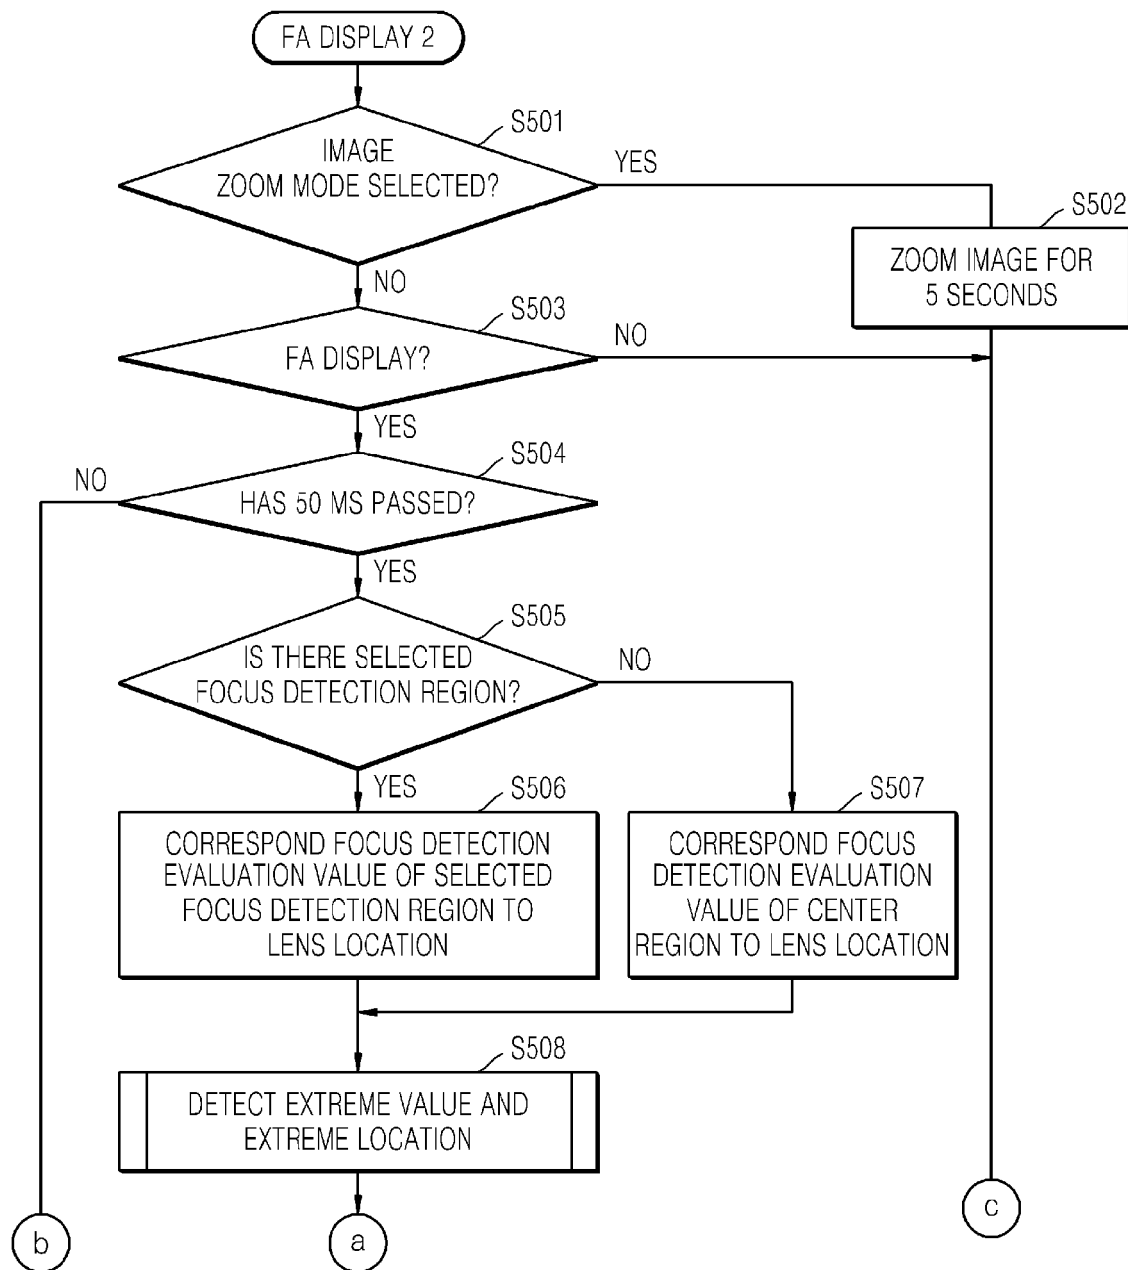 FA DISPLAY 2
S501
IMAGE
ZOOM MODE SELECTED?
YES
S502
ZOOM IMAGE FOR
5 SECONDS
NO
S503
FA DISPLAY?
NO
YES
S504
NO
HAS 50 MS PASSED?
YES
S505
IS THERE SELECTED
FOCUS DETECTION REGION?
NO
YES
S506
CORRESPOND FOCUS DETECTION
EVALUATION VALUE OF SELECTED
FOCUS DETECTION REGION TO
LENS LOCATION
S507
CORRESPOND FOCUS
DETECTION EVALUATION
VALUE OF CENTER
REGION TO LENS LOCATION
S508
DETECT EXTREME VALUE AND
EXTREME LOCATION
b
a
c